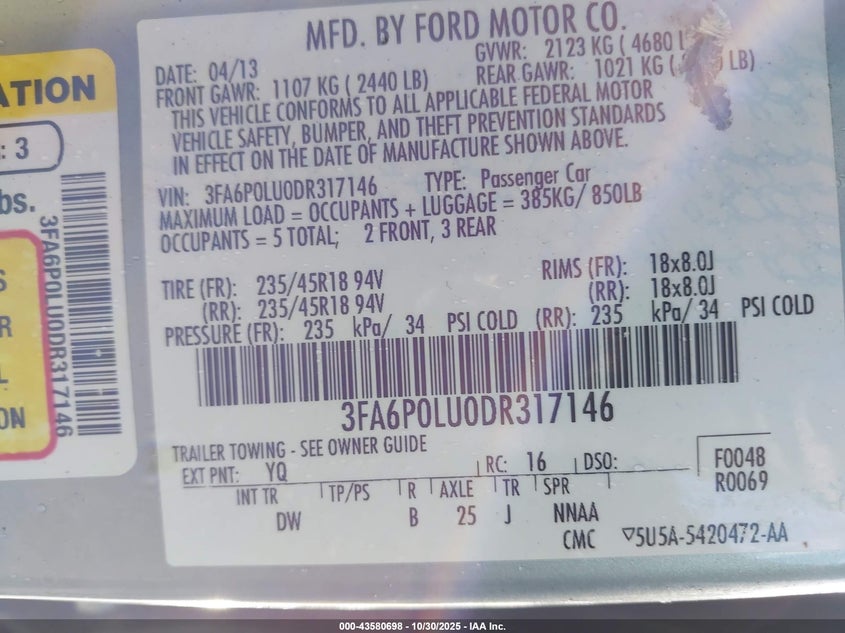 MFD. BY FORD MOTOR CO.
DATE: 04/13 GVWR: 2123 KG ( 4680 L
FRONT GAWR: 1107 KG ( 2440 LB) REAR GAWR: 1021 KG ( LB)
THIS VEHICLE CONFORMS TO ALL APPLICABLE FEDERAL MOTOR
VEHICLE SAFETY, BUMPER, AND THEFT PREVENTION STANDARDS
IN EFFECT ON THE DATE OF MANUFACTURE SHOWN ABOVE.
VIN: 3FA6P0LU0DR317146 TYPE: Passenger Car
MAXIMUM LOAD = OCCUPANTS + LUGGAGE = 385KG/ 850LB
OCCUPANTS = 5 TOTAL; 2 FRONT, 3 REAR
TIRE (FR): 235/45R18 94V RIMS (FR): 18x8.0J
(RR): 235/45R18 94V (RR): 18x8.0J
PRESSURE (FR): 235 kPa/ 34 PSI COLD (RR): 235 kPa/ 34 PSI COLD
3FA6P0LU0DR317146
TRAILER TOWING - SEE OWNER GUIDE
EXT PNT: YQ RC: 16 DSO: F0048
R0069
INT TR TP/PS R AXLE TR SPR
DW B 25 J NNAA
CMC ▽5U5A-5420472-AA
ATION
: 3
bs.
3FA6P0LU0DR317146
S
R
L
ON
000-43580698 - 10/30/2025 - IAA Inc.